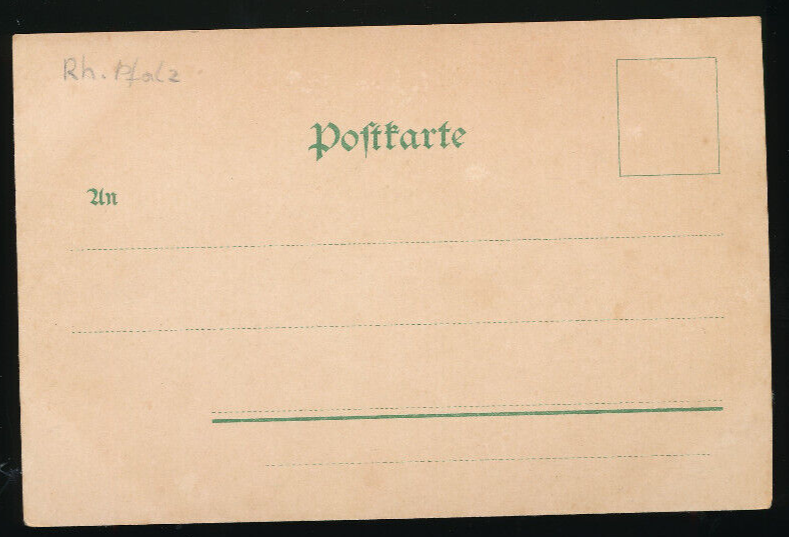 Rh. Pfalz
Poſtkarte
An